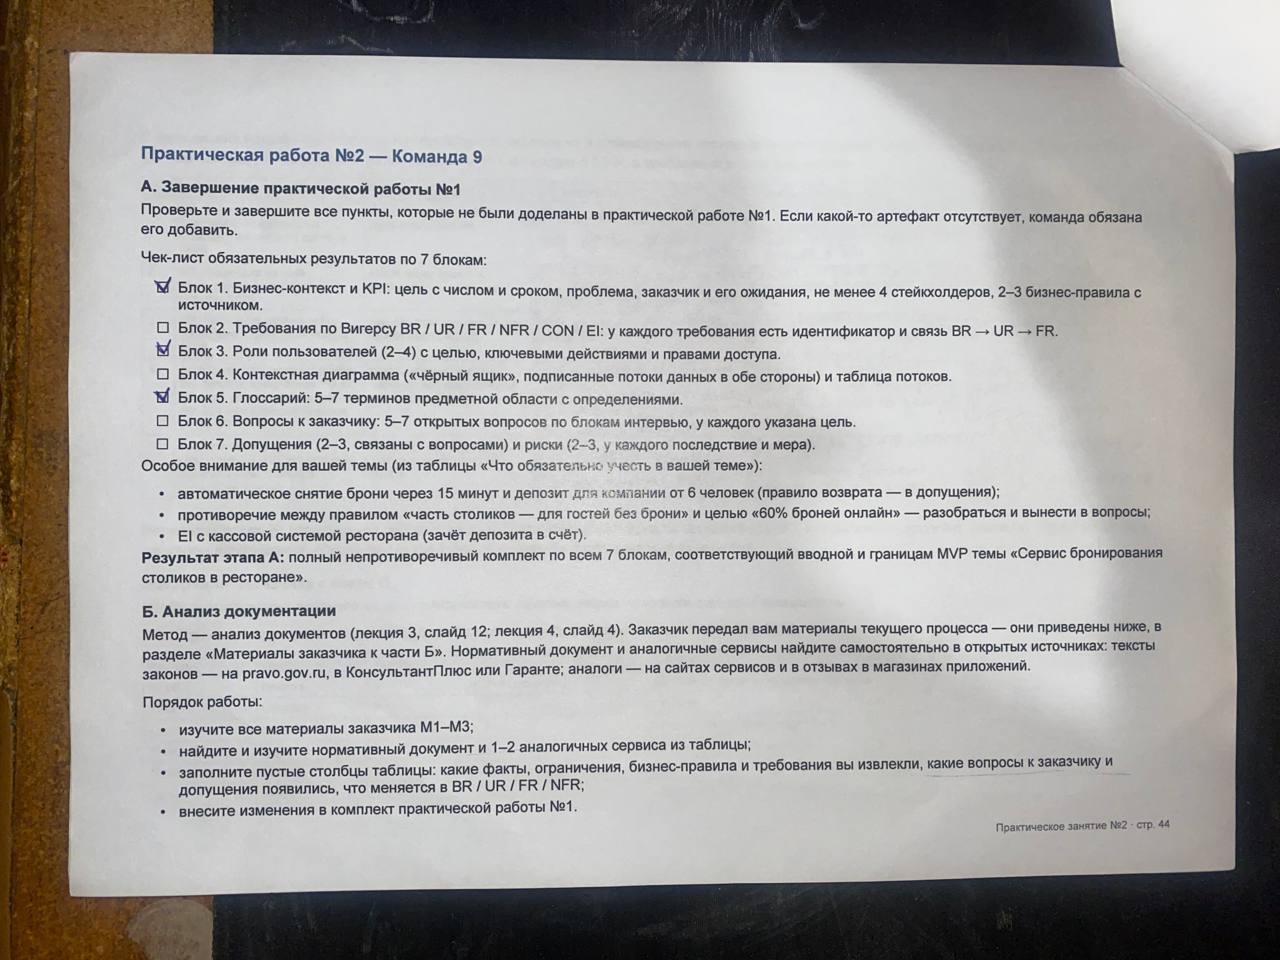 Практическая работа №2 — Команда 9
А. Завершение практической работы №1
Проверьте и завершите все пункты, которые не были доделаны в практической работе №1. Если какой-то артефакт отсутствует, команда обязана
его добавить.
Чек-лист обязательных результатов по 7 блокам:
☑ Блок 1. Бизнес-контекст и KPI: цель с числом и сроком, проблема, заказчик и его ожидания, не менее 4 стейкхолдеров, 2–3 бизнес-правила с
источником.
☐ Блок 2. Требования по Вигерсу BR / UR / FR / NFR / CON / EI: у каждого требования есть идентификатор и связь BR → UR → FR.
☑ Блок 3. Роли пользователей (2–4) с целью, ключевыми действиями и правами доступа.
☐ Блок 4. Контекстная диаграмма («чёрный ящик», подписанные потоки данных в обе стороны) и таблица потоков.
☑ Блок 5. Глоссарий: 5–7 терминов предметной области с определениями.
☐ Блок 6. Вопросы к заказчику: 5–7 открытых вопросов по блокам интервью, у каждого указана цель.
☐ Блок 7. Допущения (2–3, связаны с вопросами) и риски (2–3, у каждого последствие и мера).
Особое внимание для вашей темы (из таблицы «Что обязательно учесть в вашей теме»):
• автоматическое снятие брони через 15 минут и депозит для компании от 6 человек (правило возврата — в допущения);
• противоречие между правилом «часть столиков — для гостей без брони» и целью «60% броней онлайн» — разобраться и вынести в вопросы;
• EI с кассовой системой ресторана (зачёт депозита в счёт).
Результат этапа А: полный непротиворечивый комплект по всем 7 блокам, соответствующий вводной и границам MVP темы «Сервис бронирования
столиков в ресторане».
Б. Анализ документации
Метод — анализ документов (лекция 3, слайд 12; лекция 4, слайд 4). Заказчик передал вам материалы текущего процесса — они приведены ниже, в
разделе «Материалы заказчика к части Б». Нормативный документ и аналогичные сервисы найдите самостоятельно в открытых источниках: тексты
законов — на pravo.gov.ru, в КонсультантПлюс или Гаранте; аналоги — на сайтах сервисов и в отзывах в магазинах приложений.
Порядок работы:
• изучите все материалы заказчика М1–М3;
• найдите и изучите нормативный документ и 1–2 аналогичных сервиса из таблицы;
• заполните пустые столбцы таблицы: какие факты, ограничения, бизнес-правила и требования вы извлекли, какие вопросы к заказчику и
допущения появились, что меняется в BR / UR / FR / NFR;
• внесите изменения в комплект практической работы №1.
Практическое занятие №2 · стр. 44